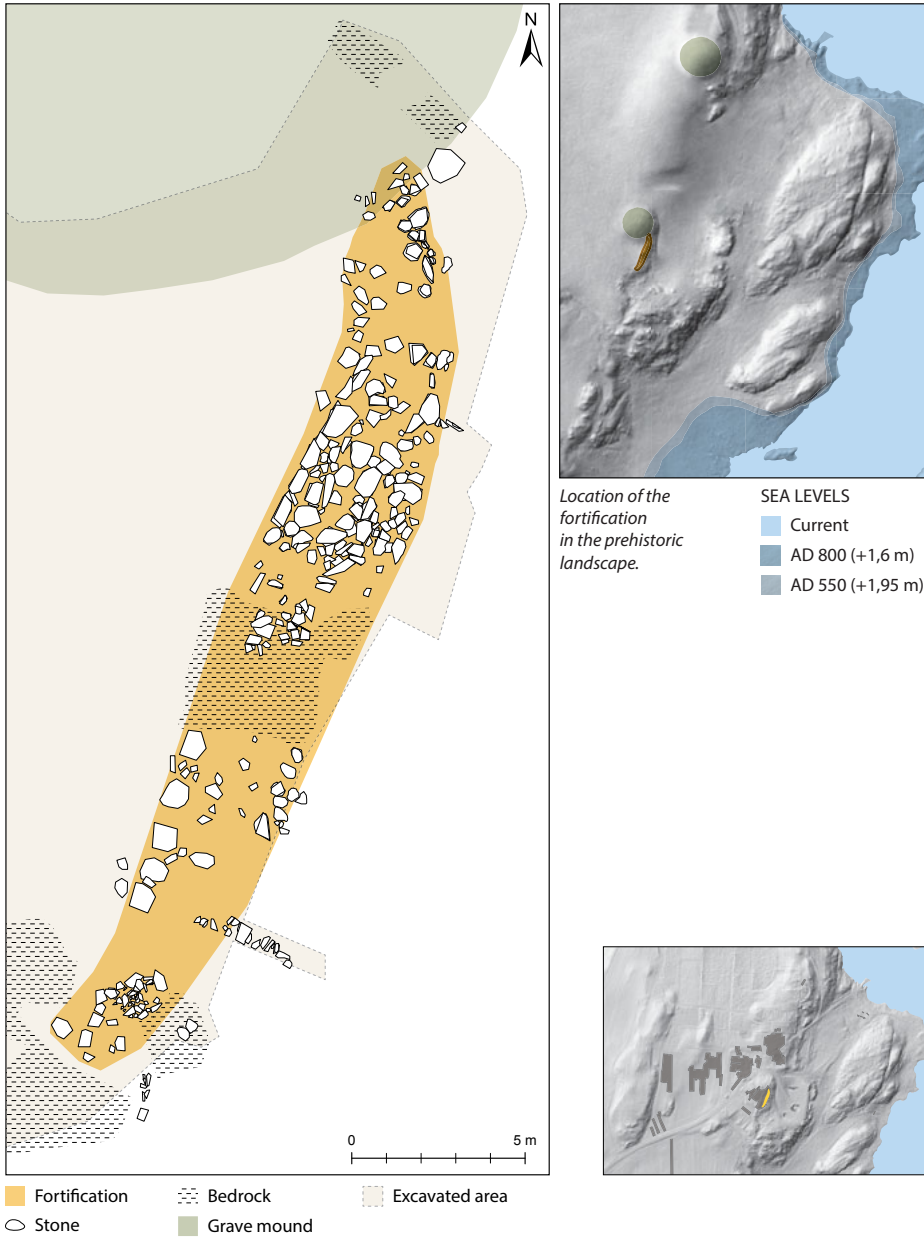 N
0
5 m
Fortification
Bedrock
Excavated area
Stone
Grave mound
Location of the
fortification
in the prehistoric
landscape.
SEA LEVELS
Current
AD 800 (+1,6 m)
AD 550 (+1,95 m)